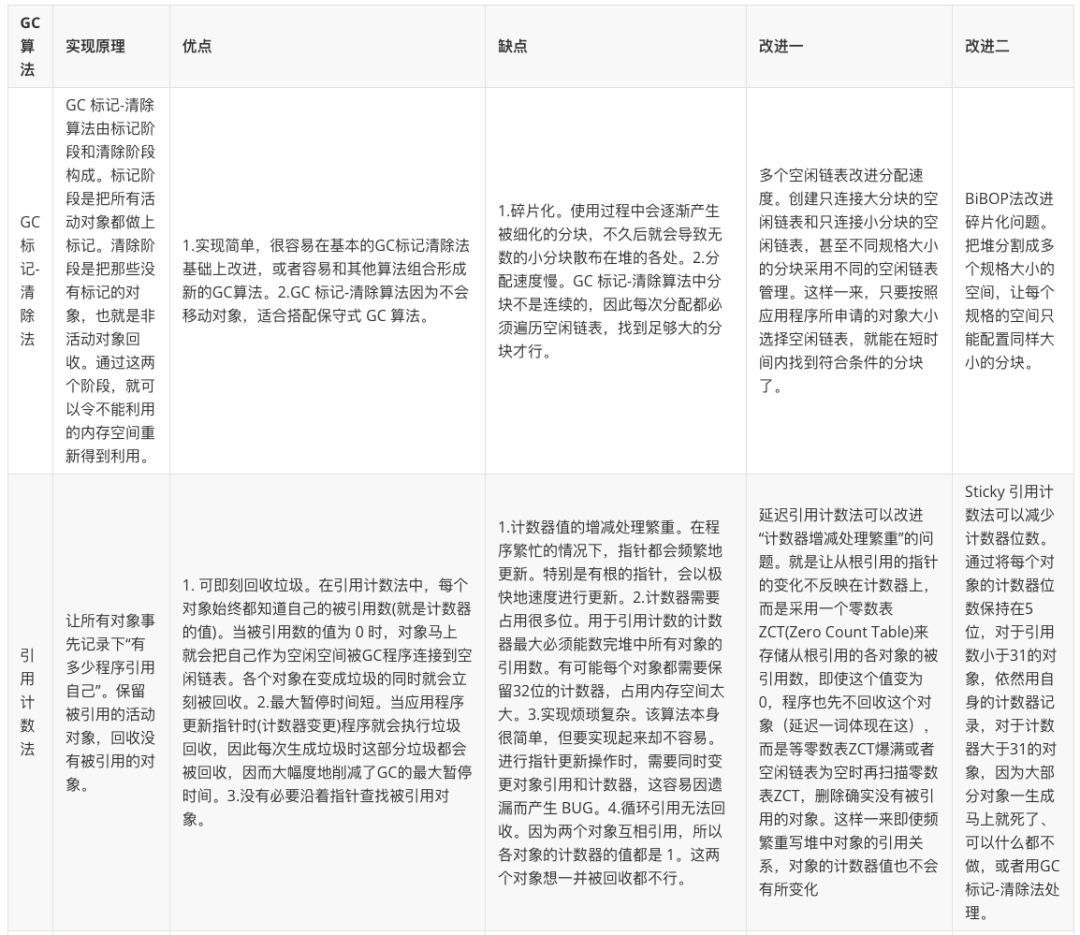 GC
算
法
实现原理
优点
缺点
改进一
改进二
GC
标
记-
清
除
法
GC 标记-清除
算法由标记阶
段和清除阶段
构成。标记阶
段是把所有活
动对象都做上
标记。清除阶
段是把那些没
有标记的对
象，也就是非
活动对象回
收。通过这两
个阶段，就可
以令不能利用
的内存空间重
新得到利用。
1.实现简单，很容易在基本的GC标记清除法
基础上改进，或者容易和其他算法组合形成
新的GC算法。2.GC 标记-清除算法因为不会
移动对象，适合搭配保守式 GC 算法。
1.碎片化。使用过程中会逐渐产生
被细化的分块，不久后就会导致无
数的小分块散布在堆的各处。2.分
配速度慢。GC 标记-清除算法中分
块不是连续的，因此每次分配都必
须遍历空闲链表，找到足够大的分
块才行。
多个空闲链表改进分配速
度。创建只连接大分块的空
闲链表和只连接小分块的空
闲链表，甚至不同规格大小
的分块采用不同的空闲链表
管理。这样一来，只要按照
应用程序所申请的对象大小
选择空闲链表，就能在短时
间内找到符合条件的分块
了。
BiBOP法改进
碎片化问题。
把堆分割成多
个规格大小的
空间，让每个
规格的空间只
能配置同样大
小的分块。
引
用
计
数
法
让所有对象事
先记录下“有
多少程序引用
自己”。保留
被引用的活动
对象，回收没
有被引用的对
象。
1. 可即刻回收垃圾。在引用计数法中，每个
对象始终都知道自己的被引用数(就是计数器
的值)。当被引用数的值为 0 时，对象马上
就会把自己作为空闲空间被GC程序连接到空
闲链表。各个对象在变成垃圾的同时就会立
刻被回收。2.最大暂停时间短。当应用程序
更新指针时(计数器变更)程序就会执行垃圾
回收，因此每次生成垃圾时这部分垃圾都会
被回收，因而大幅度地削减了GC的最大暂停
时间。3.没有必要沿着指针查找被引用对
象。
1.计数器值的增减处理繁重。在程
序繁忙的情况下，指针都会频繁地
更新。特别是有根的指针，会以极
快地速度进行更新。2.计数器需要
占用很多位。用于引用计数的计数
器最大必须能数完堆中所有对象的
引用数。有可能每个对象都需要保
留32位的计数器，占用内存空间太
大。3.实现烦琐复杂。该算法本身
很简单，但要实现起来却不容易。
进行指针更新操作时，需要同时变
更对象引用和计数器，这容易因遗
漏而产生 BUG。4.循环引用无法回
收。因为两个对象互相引用，所以
各对象的计数器的值都是 1。这两
个对象想一并被回收都不行。
延迟引用计数法可以改进
“计数器增减处理繁重”的问
题。就是让从根引用的指针
的变化不反映在计数器上，
而是采用一个零数表
ZCT(Zero Count Table)来
存储从根引用的各对象的被
引用数，即使这个值变为
0，程序也先不回收这个对
象（延迟一词体现在这），
而是等零数表ZCT爆满或者
空闲链表为空时再扫描零数
表ZCT，删除确实没有被引
用的对象。这样一来即使频
繁重写堆中对象的引用关
系，对象的计数器值也不会
有所变化
Sticky 引用计
数法可以减少
计数器位数。
通过将每个对
象的计数器位
数保持在5
位，对于引用
数小于31的对
象，依然用自
身的计数器记
录，对于计数
器大于31的对
象，因为大部
分对象一生成
马上就死了、
可以什么都不
做，或者用GC
标记-清除法处
理。